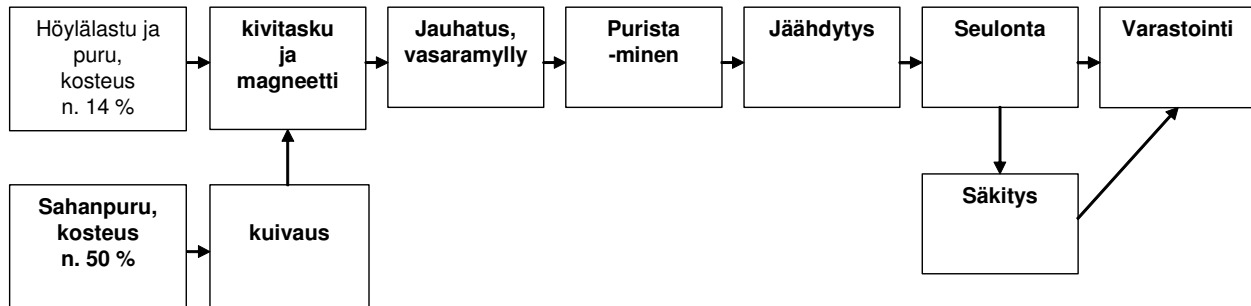 Höylälastu ja
puru,
kosteus
n. 14 %
kivitasku
ja
magneetti
Jauhatus,
vasaramylly
Purista
-minen
Jäähdytys
Seulonta
Varastointi
Sahanpuru,
kosteus
n. 50 %
kuivaus
Säkitys